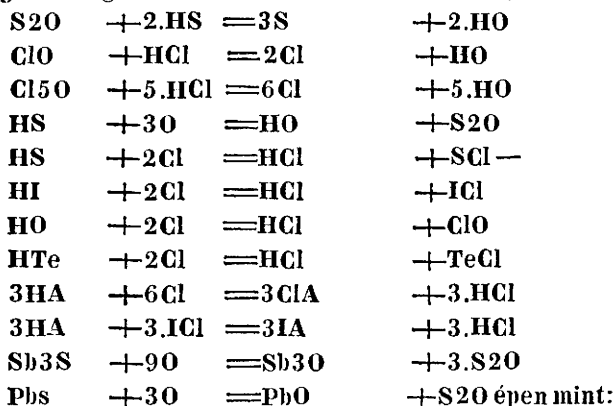 S2O +2.HS =3S +2.HO
ClO +HCl =2Cl +HO
Cl5O +5.HCl =6Cl +5.HO
HS +3O =HO +S2O
HS +2Cl =HCl +SCl —
HI +2Cl =HCl +ICl
HO +2Cl =HCl +ClO
HTe +2Cl =HCl +TeCl
3HA +6Cl =3ClA +3.HCl
3HA +3.ICl =3IA +3.HCl
Sb3S +9O =Sb3O +3.S2O
Pbs +3O =PbO +S2O épen mint: